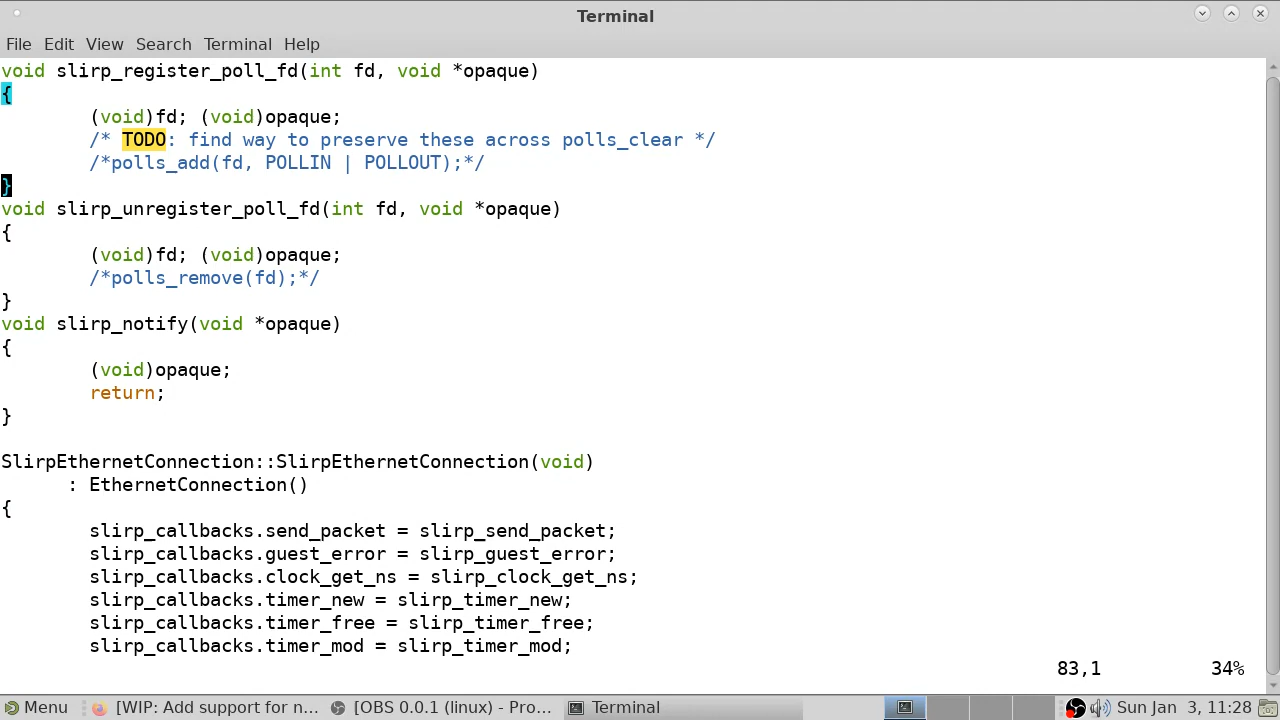 Terminal
File Edit View Search Terminal Help
void slirp_register_poll_fd(int fd, void *opaque)
{
        (void)fd; (void)opaque;
        /* TODO: find way to preserve these across polls_clear */
        /*polls_add(fd, POLLIN | POLLOUT);*/
}
void slirp_unregister_poll_fd(int fd, void *opaque)
{
        (void)fd; (void)opaque;
        /*polls_remove(fd);*/
}
void slirp_notify(void *opaque)
{
        (void)opaque;
        return;
}
SlirpEthernetConnection::SlirpEthernetConnection(void)
      : EthernetConnection()
{
        slirp_callbacks.send_packet = slirp_send_packet;
        slirp_callbacks.guest_error = slirp_guest_error;
        slirp_callbacks.clock_get_ns = slirp_clock_get_ns;
        slirp_callbacks.timer_new = slirp_timer_new;
        slirp_callbacks.timer_free = slirp_timer_free;
        slirp_callbacks.timer_mod = slirp_timer_mod;
83,1 34%
Menu [WIP: Add support for n... [OBS 0.0.1 (linux) - Pro... Terminal Sun Jan 3, 11:28